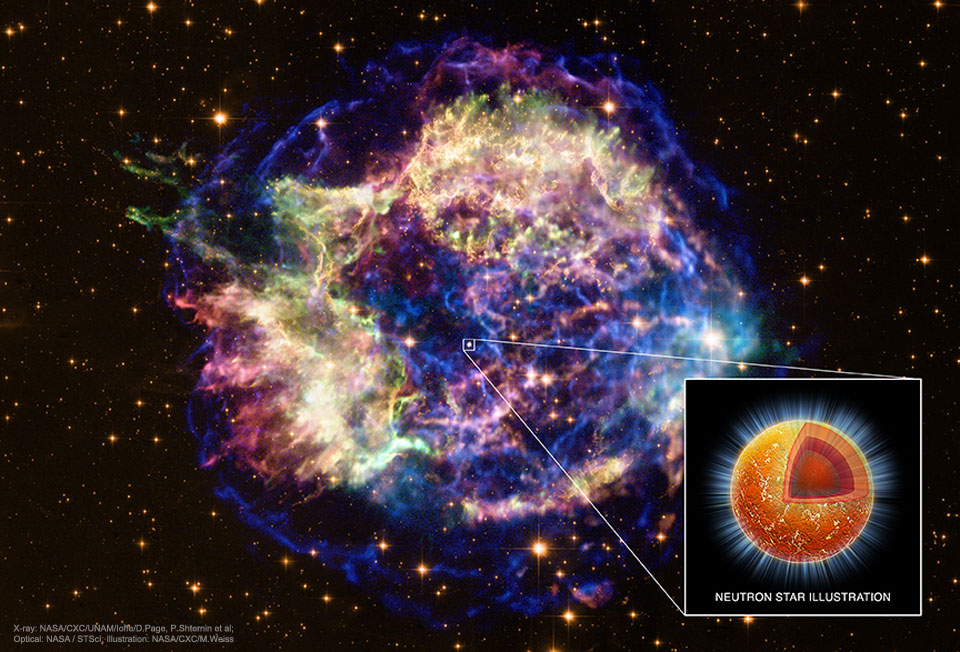 NEUTRON STAR ILLUSTRATION
X-ray: NASA/CXC/UNAM/Ioffe/D.Page, P.Shternin et al;
Optical: NASA / STScI; Illustration: NASA/CXC/M.Weiss